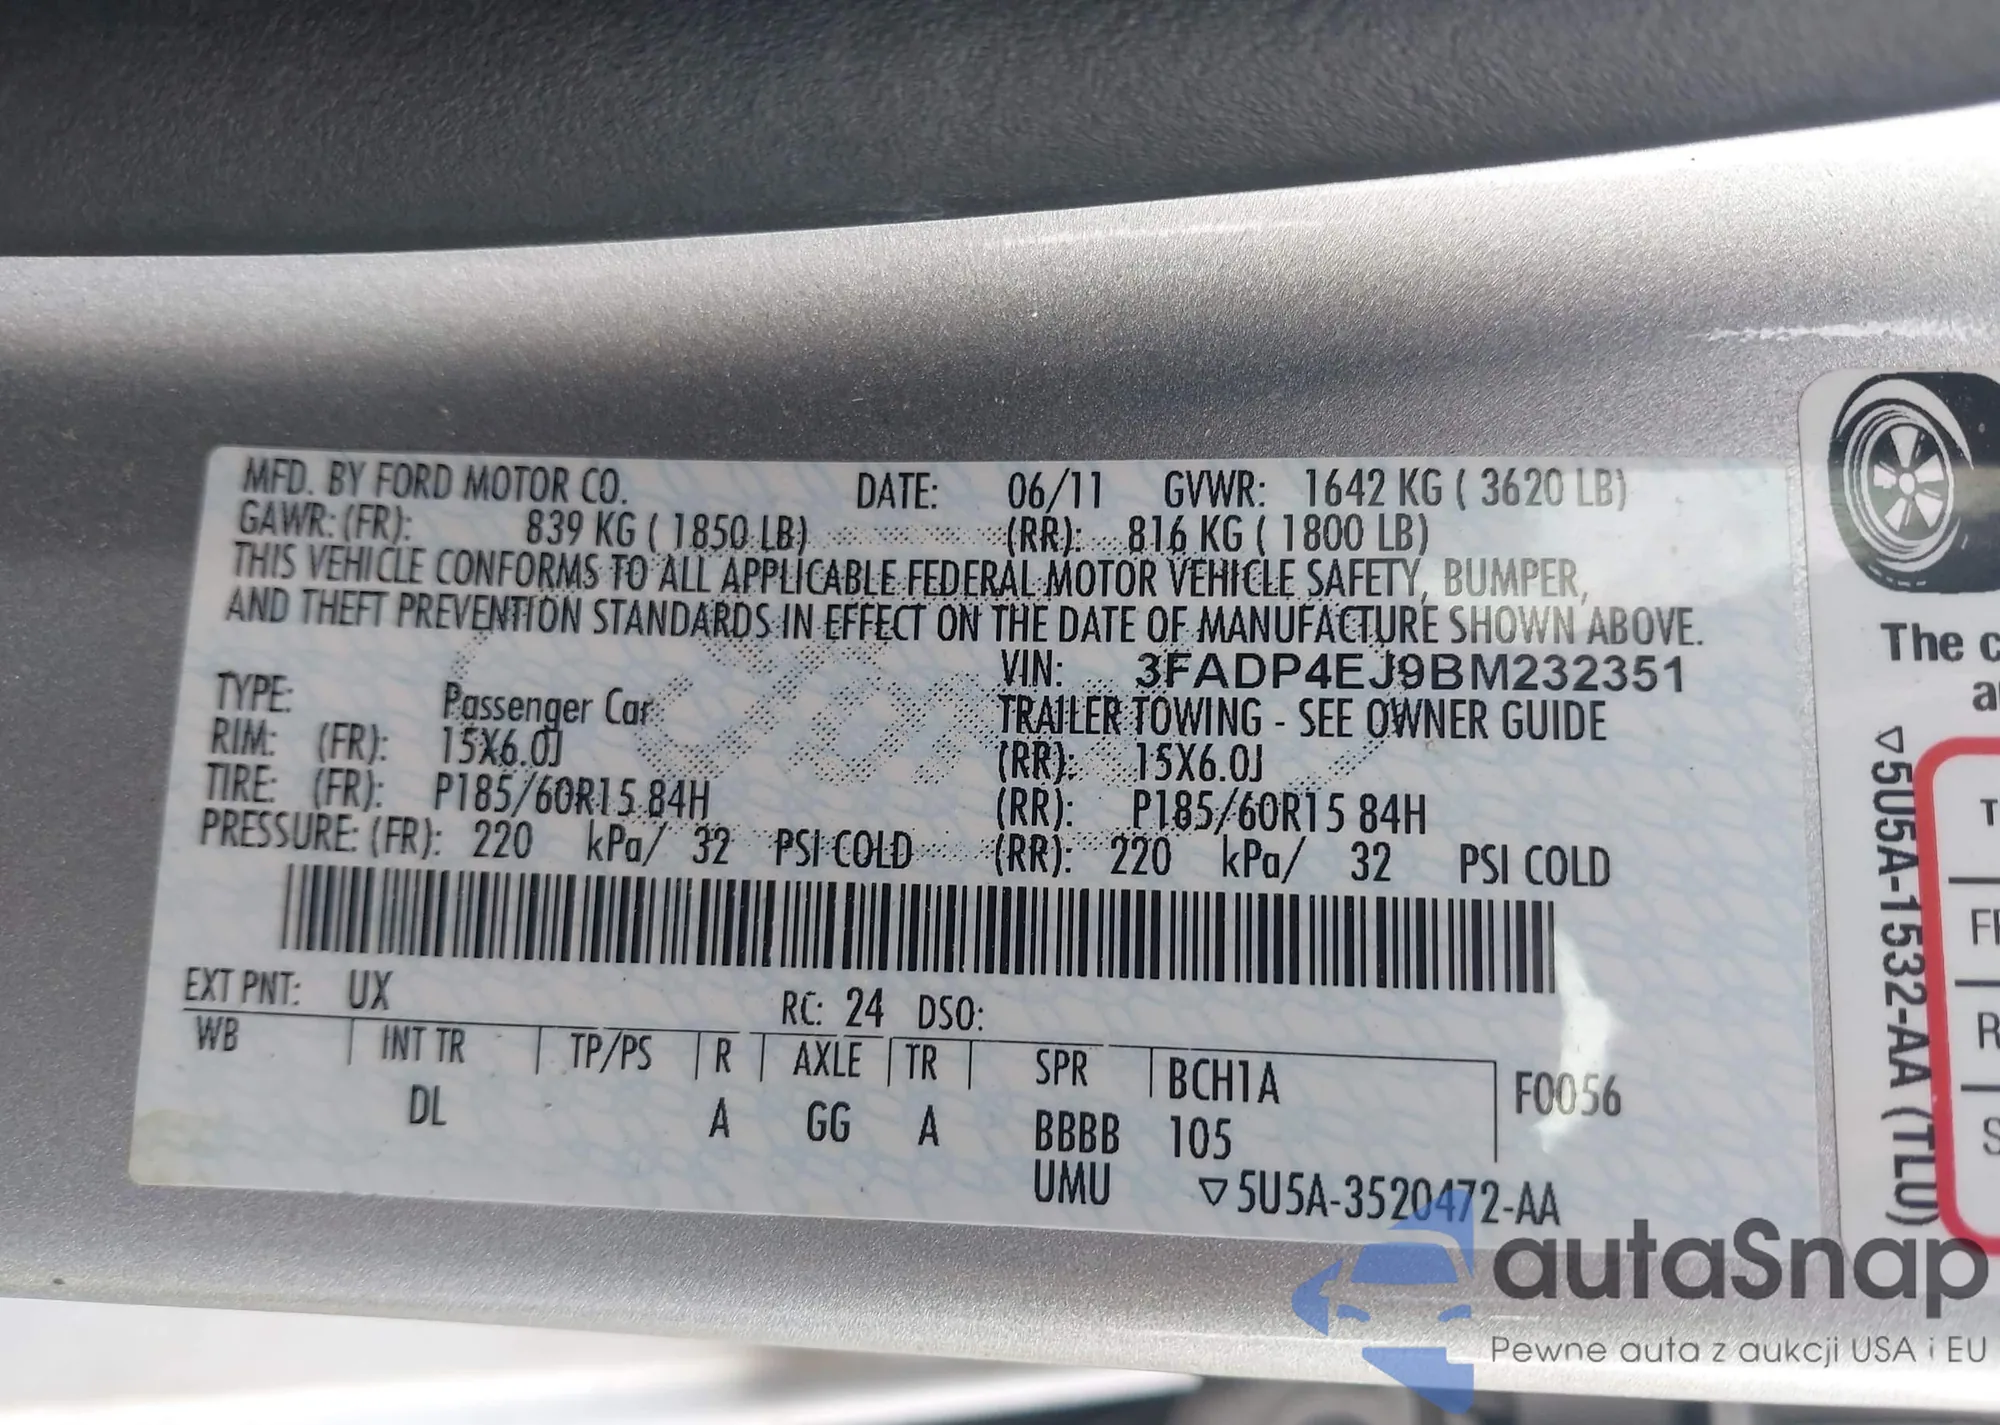 MFD. BY FORD MOTOR CO. DATE: 06/11 GVWR: 1642 KG ( 3620 LB)
GAWR: (FR): 839 KG ( 1850 LB) (RR): 816 KG ( 1800 LB)
THIS VEHICLE CONFORMS TO ALL APPLICABLE FEDERAL MOTOR VEHICLE SAFETY, BUMPER,
AND THEFT PREVENTION STANDARDS IN EFFECT ON THE DATE OF MANUFACTURE SHOWN ABOVE.
VIN: 3FADP4EJ9BM232351
TYPE: Passenger Car TRAILER TOWING - SEE OWNER GUIDE
RIM: (FR): 15X6.0J (RR): 15X6.0J
TIRE: (FR): P185/60R15 84H (RR): P185/60R15 84H
PRESSURE: (FR): 220 kPa/ 32 PSI COLD (RR): 220 kPa/ 32 PSI COLD
EXT PNT: UX RC: 24 DSO:
WB INT TR TP/PS R AXLE TR SPR BCH1A F0056
DL A GG A BBBB 105
UMU ▽5U5A-3520472-AA
The c
a
▽5U5A-1532-AA (TLU)
T
F
R
S
autaSnap
Pewne auta z aukcji USA i EU